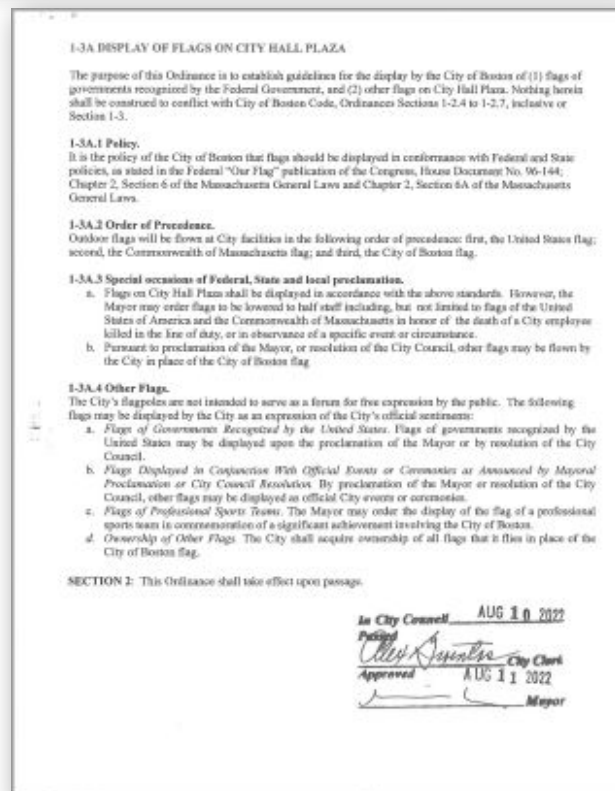 1-3A DISPLAY OF FLAGS ON CITY HALL PLAZA
The purpose of this Ordinance is to establish guidelines for the display by the City of Boston of (1) flags of
governments recognized by the Federal Government, and (2) other flags on City Hall Plaza. Nothing herein
shall be construed to conflict with City of Boston Code, Ordinances Sections 1-2.4 to 1-2.7, inclusive or
Section 1-3.
1-3A.1 Policy.
It is the policy of the City of Boston that flags should be displayed in conformance with Federal and State
policies, as stated in the Federal "Our Flag" publication of the Congress, House Document No. 96-144;
Chapter 2, Section 6 of the Massachusetts General Laws and Chapter 2, Section 6A of the Massachusetts
General Laws.
1-3A.2 Order of Precedence.
Outdoor flags will be flown at City facilities in the following order of precedence: first, the United States flag;
second, the Commonwealth of Massachusetts flag; and third, the City of Boston flag.
1-3A.3 Special occasions of Federal, State and local proclamation.
a. Flags on City Hall Plaza shall be displayed in accordance with the above standards. However, the
Mayor may order flags to be lowered to half staff including, but not limited to flags of the United
States of America and the Commonwealth of Massachusetts in honor of the death of a City employee
killed in the line of duty, or in observance of a specific event or circumstance.
b. Pursuant to proclamation of the Mayor, or resolution of the City Council, other flags may be flown by
the City in place of the City of Boston flag
1-3A.4 Other Flags.
The City's flagpoles are not intended to serve as a forum for free expression by the public. The following
flags may be displayed by the City as an expression of the City's official sentiments:
a. Flags of Governments Recognized by the United States. Flags of governments recognized by the
United States may be displayed upon the proclamation of the Mayor or by resolution of the City
Council.
b. Flags Displayed in Conjunction With Official Events or Ceremonies as Announced by Mayoral
Proclamation or City Council Resolution. By proclamation of the Mayor or resolution of the City
Council, other flags may be displayed as official City events or ceremonies.
c. Flags of Professional Sports Teams. The Mayor may order the display of the flag of a professional
sports team in commemoration of a significant achievement involving the City of Boston.
d. Ownership of Other Flags. The City shall acquire ownership of all flags that it flies in place of the
City of Boston flag.
SECTION 2: This Ordinance shall take effect upon passage.
In City Council AUG 10 2022
Passed
City Clerk
Approved AUG 11 2022
Mayor